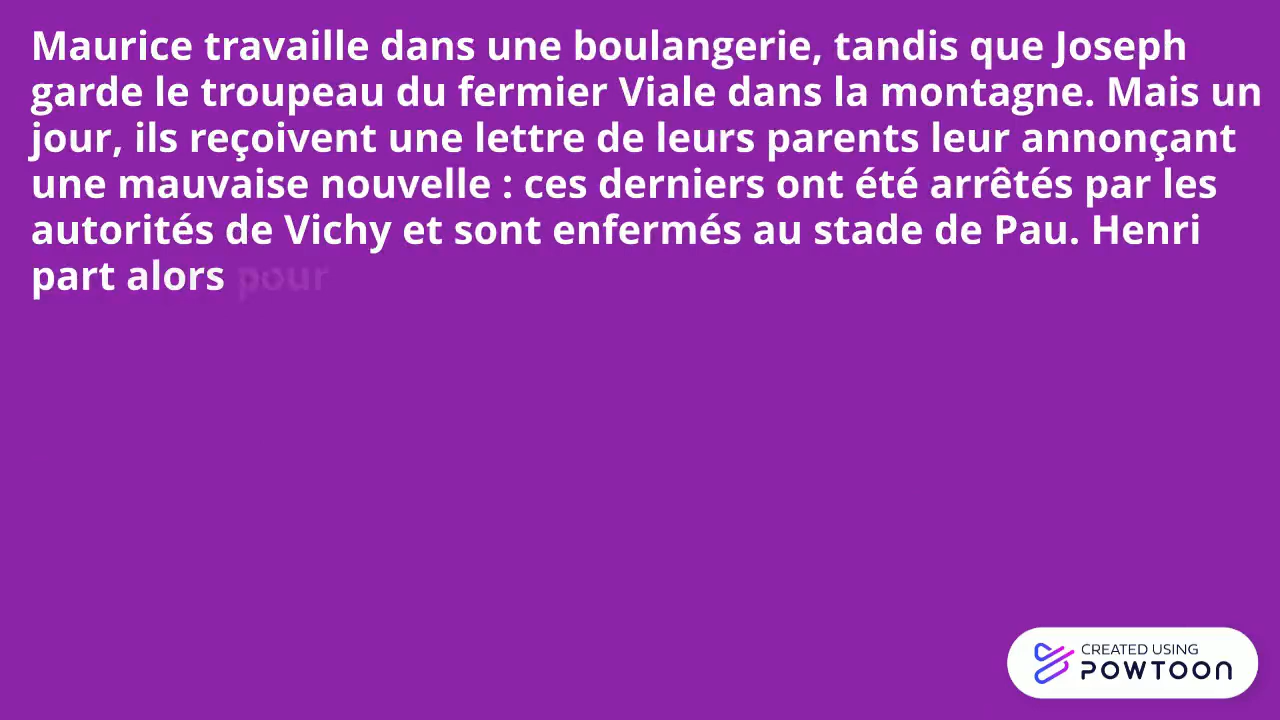 Maurice travaille dans une boulangerie, tandis que Joseph
garde le troupeau du fermier Viale dans la montagne. Mais un
jour, ils reçoivent une lettre de leurs parents leur annonçant
une mauvaise nouvelle : ces derniers ont été arrêtés par les
autorités de Vichy et sont enfermés au stade de Pau. Henri
part alors pour
CREATED USING
POWTOON